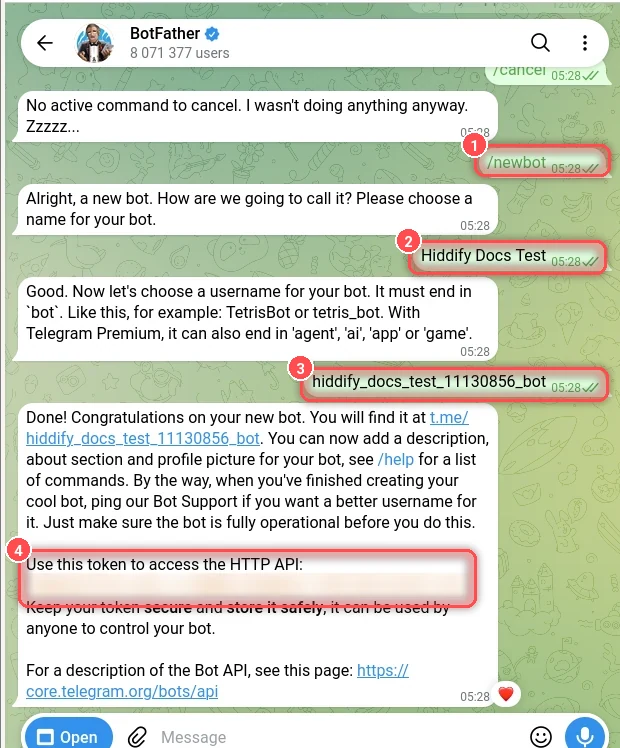 BotFather
8 071 377 users
/cancel 05:28
No active command to cancel. I wasn't doing anything anyway.
Zzzzz...
05:28
1
/newbot 05:28
Alright, a new bot. How are we going to call it? Please choose a
name for your bot.
05:28
2
Hiddify Docs Test 05:28
Good. Now let's choose a username for your bot. It must end in
`bot`. Like this, for example: TetrisBot or tetris_bot. With
Telegram Premium, it can also end in 'agent', 'ai', 'app' or 'game'.
05:28
3
hiddify_docs_test_11130856_bot 05:28
Done! Congratulations on your new bot. You will find it at t.me/
hiddify_docs_test_11130856_bot. You can now add a description,
about section and profile picture for your bot, see /help for a list
of commands. By the way, when you've finished creating your
cool bot, ping our Bot Support if you want a better username for
it. Just make sure the bot is fully operational before you do this.
4
Use this token to access the HTTP API:
Keep your token secure and store it safely, it can be used by
anyone to control your bot.
For a description of the Bot API, see this page: https://
core.telegram.org/bots/api
05:28
Open
Message